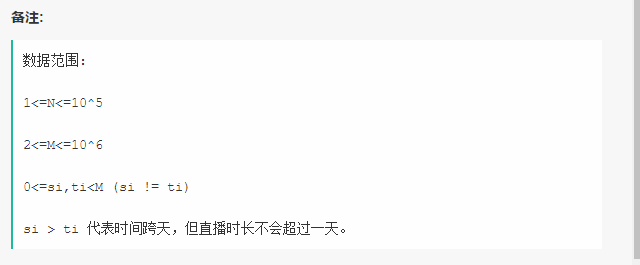 备注:
数据范围:
1<=N<=10^5
2<=M<=10^6
0<=si,ti<M (si != ti)
si > ti 代表时间跨天，但直播时长不会超过一天。